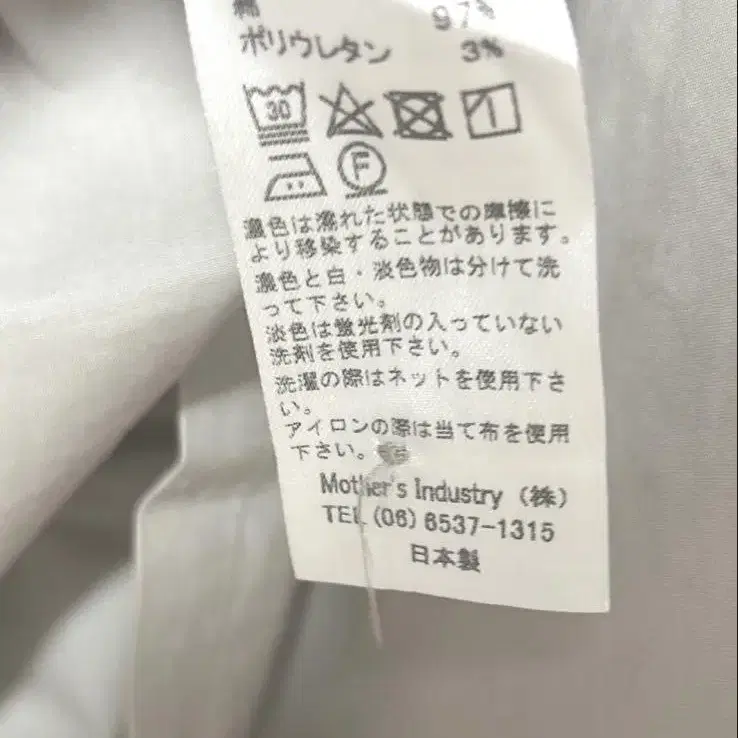 綿 97%
ポリウレタン 3%
30
F
濃色は濡れた状態での摩擦に
より移染することがあります。
濃色と白・淡色物は分けて洗
って下さい。
淡色は蛍光剤の入っていない
洗剤を使用下さい。
洗濯の際はネットを使用下さ
い。
アイロンの際は当て布を使用
下さい。
Mother's Industry (株)
TEL (06) 6537-1315
日本製